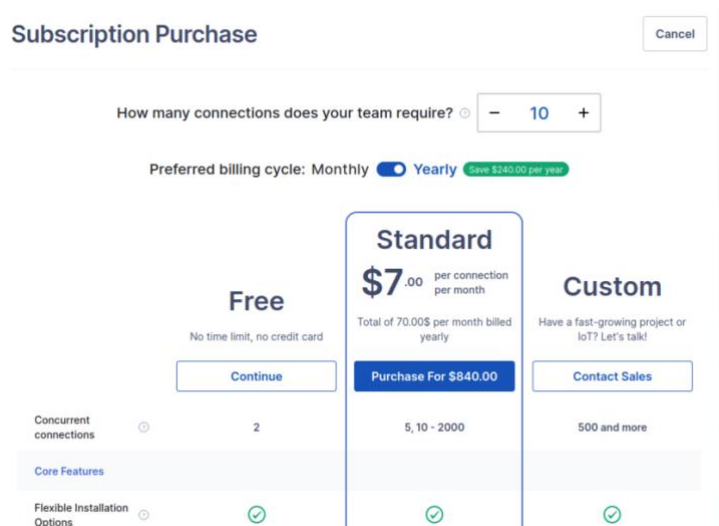 Subscription Purchase
Cancel
How many connections does your team require?
− 10 +
Preferred billing cycle: Monthly Yearly Save $240.00 per year
Free
No time limit, no credit card
Continue
Standard
$7.00 per connection
per month
Total of 70.00$ per month billed
yearly
Purchase For $840.00
Custom
Have a fast-growing project or
IoT? Let's talk!
Contact Sales
Concurrent
connections
2
5, 10 - 2000
500 and more
Core Features
Flexible Installation
Options